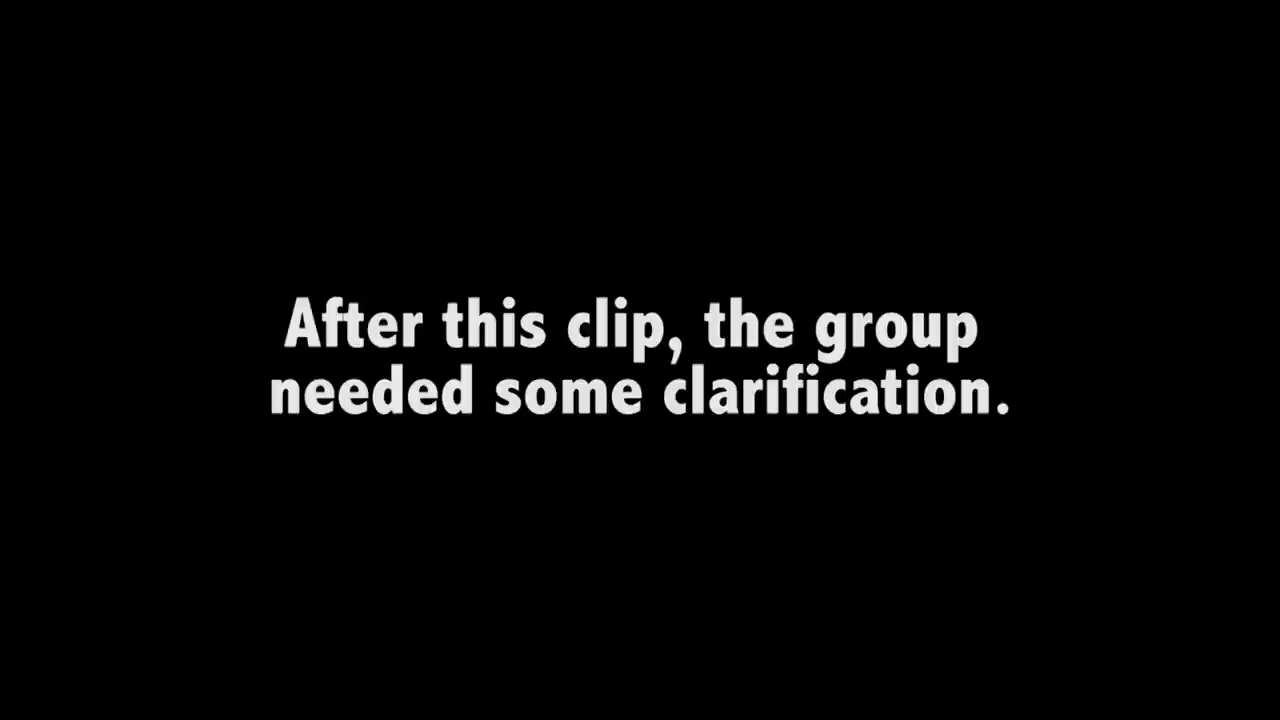 After this clip, the group
needed some clarification.